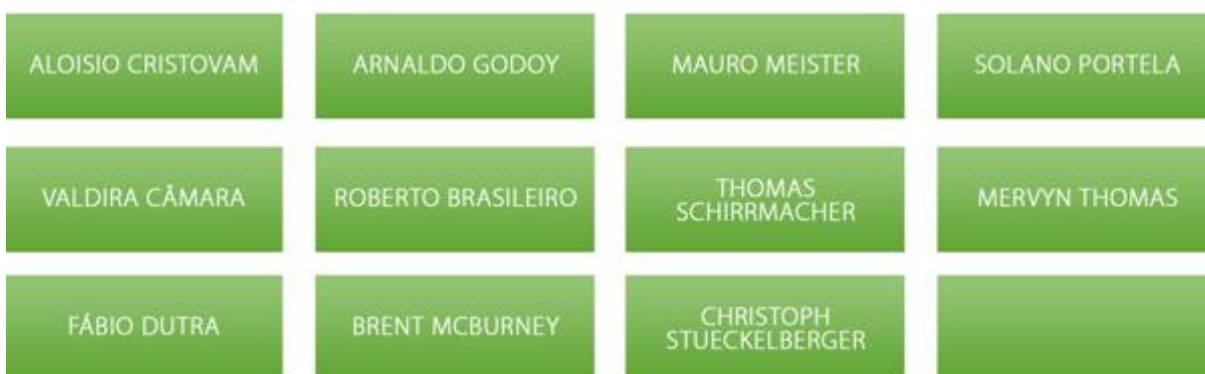 ALOISIO CRISTOVAM
ARNALDO GODOY
MAURO MEISTER
SOLANO PORTELA
VALDIRA CÂMARA
ROBERTO BRASILEIRO
THOMAS
SCHIRRMACHER
MERVYN THOMAS
FÁBIO DUTRA
BRENT MCBURNEY
CHRISTOPH
STUECKELBERGER